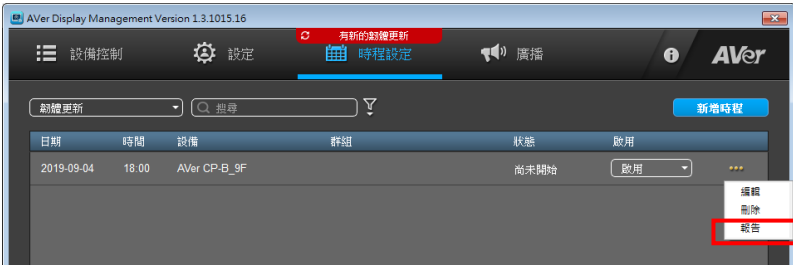 AVer Display Management Version 1.3.1015.16
有新的韌體更新
設備控制 設定 時程設定 廣播 AVer
韌體更新 搜尋 新增時程
日期 時間 設備 群組 狀態 啟用
2019-09-04 18:00 AVer CP-B_9F 尚未開始 啟用
編輯
刪除
報告